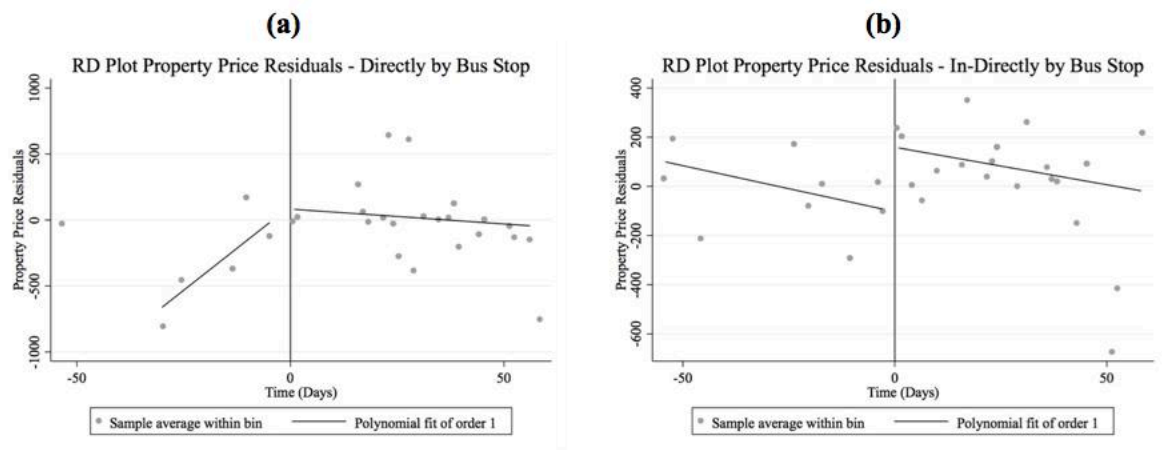 (a)
RD Plot Property Price Residuals - Directly by Bus Stop
Property Price Residuals
1000
500
0
-500
-1000
-50 0 50
Time (Days)
Sample average within bin Polynomial fit of order 1
(b)
RD Plot Property Price Residuals - In-Directly by Bus Stop
Property Price Residuals
400
200
0
-200
-400
-600
-50 0 50
Time (Days)
Sample average within bin Polynomial fit of order 1